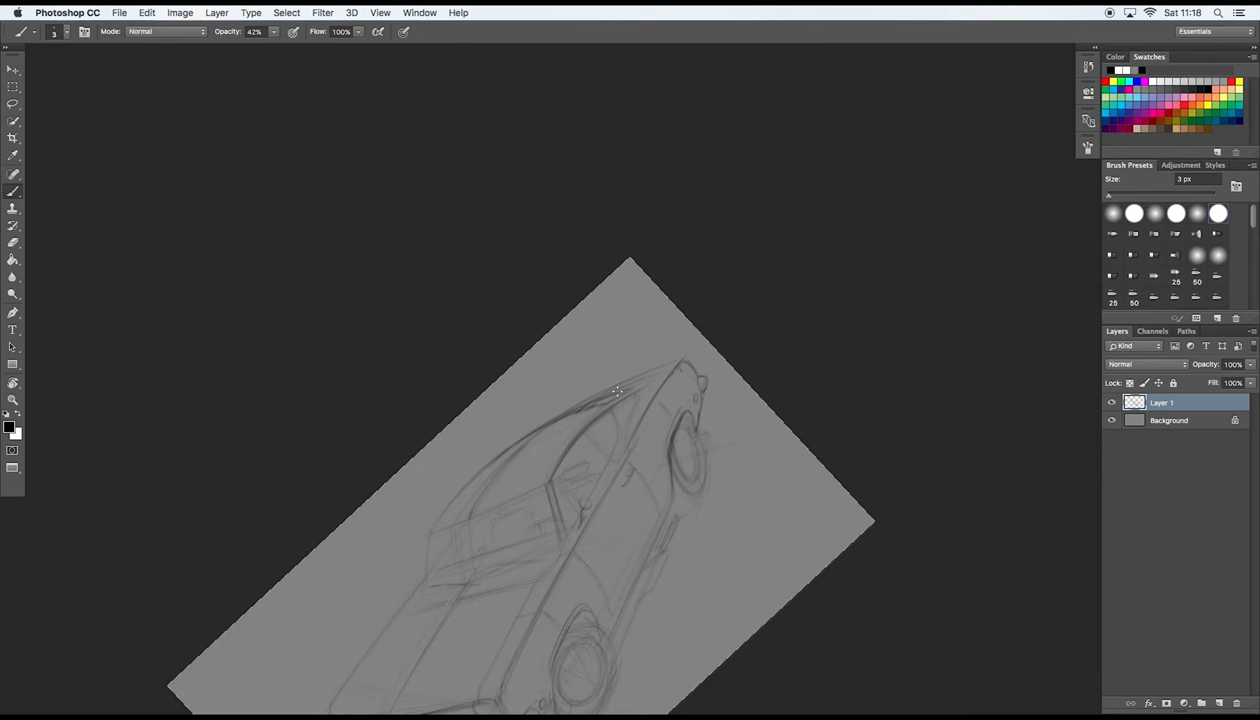 Photoshop CC File Edit Image Layer Type Select Filter 3D View Window Help Sat 11:18
3 Mode: Normal Opacity: 42% Flow: 100% Essentials
Color Swatches
Brush Presets Adjustment Styles
Size: 3 px
25 50
25 50
Layers Channels Paths
Kind
Normal Opacity: 100%
Lock: Fill: 100%
Layer 1
Background
T
fx